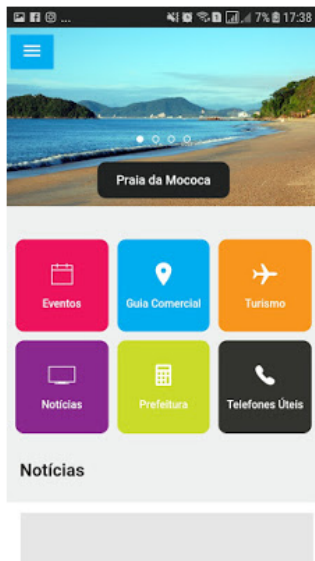 ... 7% 17:38
Praia da Mococa
Eventos
Guia Comercial
Turismo
Notícias
Prefeitura
Telefones Úteis
Notícias